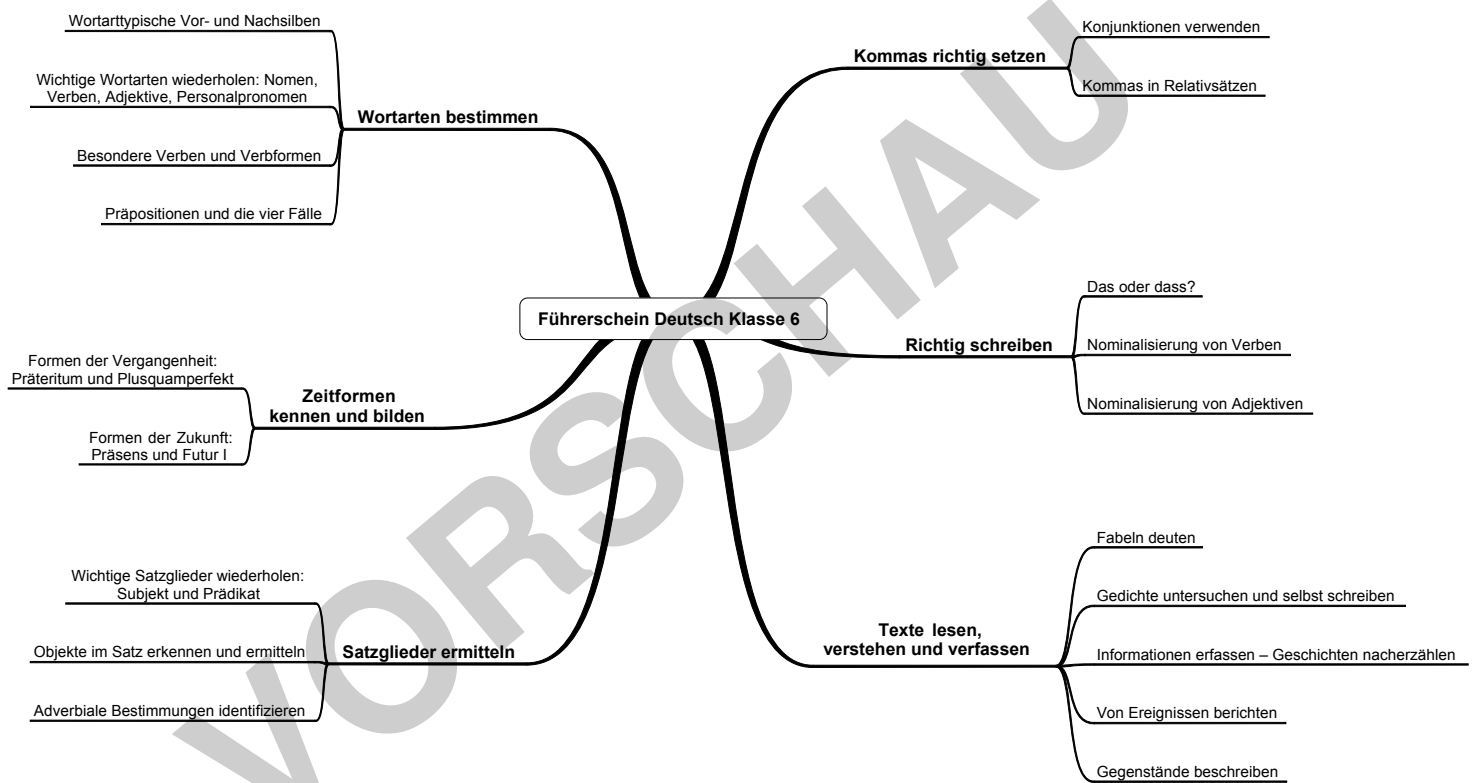 Führerschein Deutsch Klasse 6
Wortarten bestimmen
Wortarttypische Vor- und Nachsilben
Wichtige Wortarten wiederholen: Nomen,
Verben, Adjektive, Personalpronomen
Besondere Verben und Verbformen
Präpositionen und die vier Fälle
Zeitformen
kennen und bilden
Formen der Vergangenheit:
Präteritum und Plusquamperfekt
Formen der Zukunft:
Präsens und Futur I
Satzglieder ermitteln
Wichtige Satzglieder wiederholen:
Subjekt und Prädikat
Objekte im Satz erkennen und ermitteln
Adverbiale Bestimmungen identifizieren
Kommas richtig setzen
Konjunktionen verwenden
Kommas in Relativsätzen
Richtig schreiben
Das oder dass?
Nominalisierung von Verben
Nominalisierung von Adjektiven
Texte lesen,
verstehen und verfassen
Fabeln deuten
Gedichte untersuchen und selbst schreiben
Informationen erfassen – Geschichten nacherzählen
Von Ereignissen berichten
Gegenstände beschreiben
VORSCHAU